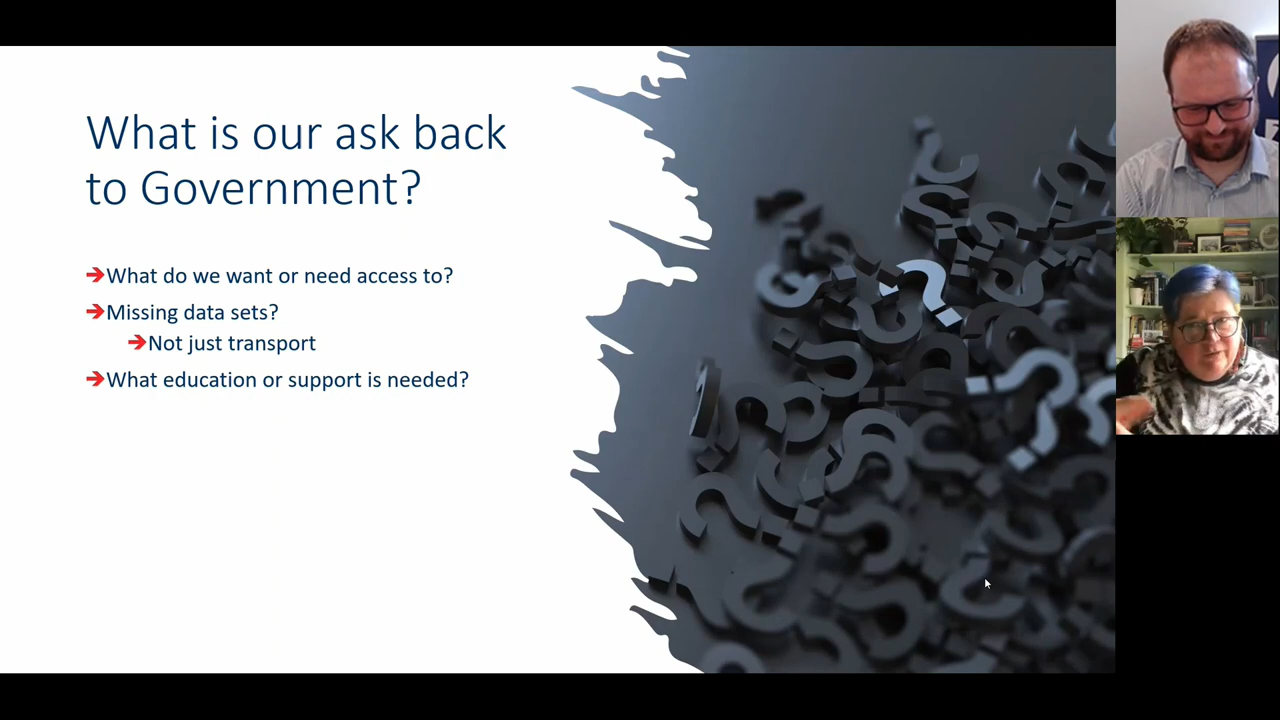 What is our ask back
to Government?
What do we want or need access to?
Missing data sets?
Not just transport
What education or support is needed?